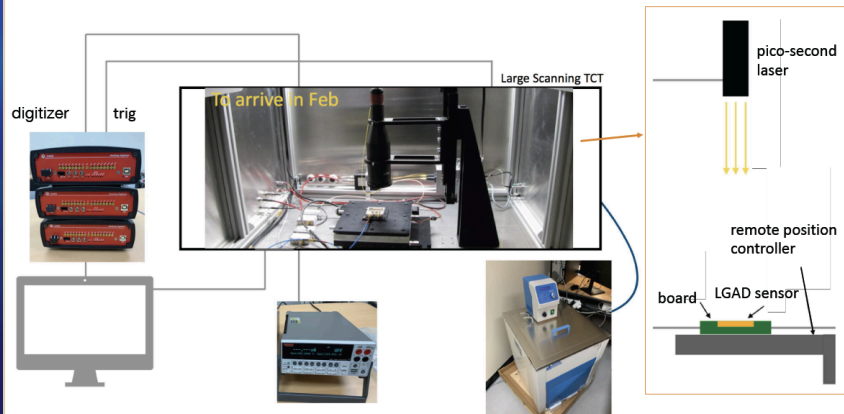 Large Scanning TCT
To arrive in Feb
digitizer
trig
pico-second
laser
remote position
controller
board
LGAD sensor